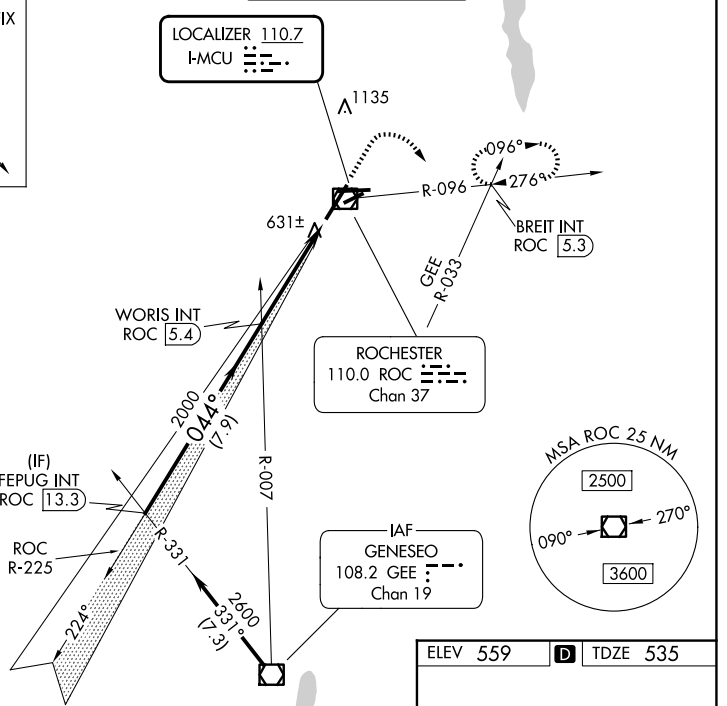 IX
LOCALIZER 110.7
I-MCU
1135
096°
R-096
276°
631±
BREIT INT
ROC 5.3
GEE
R-033
WORIS INT
ROC 5.4
ROCHESTER
110.0 ROC
Chan 37
2000
044°
(7.9)
R-007
MSA ROC 25 NM
2500
090°
270°
3600
(IF)
FEPUG INT
ROC 13.3
R-331
ROC
R-225
IAF
GENESEO
108.2 GEE
Chan 19
2600
331°
(7.3)
224°
ELEV 559 D TDZE 535